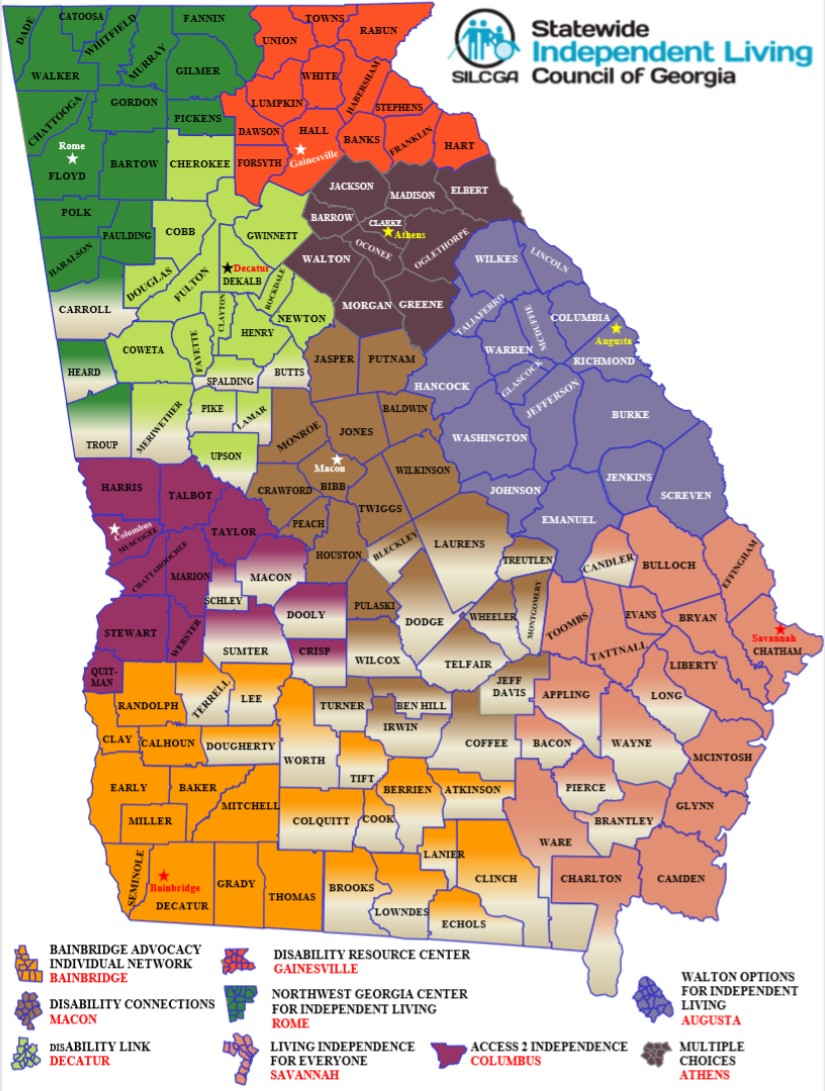 Statewide
Independent Living
Council of Georgia
SILCGA
DADE
CATOOSA
WHITFIELD
MURRAY
FANNIN
UNION
TOWNS
RABUN
WALKER
GILMER
WHITE
HABERSHAM
CHATTOOGA
GORDON
LUMPKIN
STEPHENS
PICKENS
DAWSON
HALL
BANKS
FRANKLIN
HART
Rome
FLOYD
BARTOW
CHEROKEE
FORSYTH
Gainesville
JACKSON
MADISON
ELBERT
POLK
PAULDING
COBB
GWINNETT
BARROW
CLARKE
Athens
OCONEE
OGLETHORPE
HARALSON
DOUGLAS
FULTON
Decatur
DEKALB
ROCKDALE
WALTON
WILKES
LINCOLN
CARROLL
CLAYTON
NEWTON
MORGAN
GREENE
TALIAFERRO
MCDUFFIE
COLUMBIA
Augusta
HEARD
COWETA
FAYETTE
HENRY
SPALDING
BUTTS
JASPER
PUTNAM
HANCOCK
WARREN
GLASCOCK
RICHMOND
TROUP
MERIWETHER
PIKE
LAMAR
MONROE
JONES
BALDWIN
WASHINGTON
JEFFERSON
BURKE
UPSON
Macon
BIBB
WILKINSON
HARRIS
TALBOT
CRAWFORD
TWIGGS
JOHNSON
JENKINS
SCREVEN
Columbus
MUSCOGEE
TAYLOR
PEACH
HOUSTON
BLECKLEY
LAURENS
EMANUEL
CHATTAHOOCHEE
MARION
MACON
TREUTLEN
CANDLER
BULLOCH
EFFINGHAM
SCHLEY
DOOLY
PULASKI
DODGE
WHEELER
MONTGOMERY
TOOMBS
EVANS
BRYAN
STEWART
WEBSTER
SUMTER
CRISP
WILCOX
TELFAIR
TATTNALL
Savannah
CHATHAM
QUIT-
MAN
LIBERTY
RANDOLPH
TERRELL
LEE
TURNER
BEN HILL
JEFF
DAVIS
APPLING
LONG
CLAY
CALHOUN
DOUGHERTY
WORTH
IRWIN
COFFEE
BACON
WAYNE
MCINTOSH
EARLY
BAKER
MITCHELL
TIFT
BERRIEN
ATKINSON
PIERCE
GLYNN
MILLER
COLQUITT
COOK
BRANTLEY
SEMINOLE
LANIER
WARE
Bainbridge
DECATUR
GRADY
THOMAS
BROOKS
LOWNDES
CLINCH
ECHOLS
CHARLTON
CAMDEN
BAINBRIDGE ADVOCACY
INDIVIDUAL NETWORK
BAINBRIDGE
DISABILITY CONNECTIONS
MACON
DISABILITY LINK
DECATUR
DISABILITY RESOURCE CENTER
GAINESVILLE
NORTHWEST GEORGIA CENTER
FOR INDEPENDENT LIVING
ROME
LIVING INDEPENDENCE
FOR EVERYONE
SAVANNAH
ACCESS 2 INDEPENDENCE
COLUMBUS
WALTON OPTIONS
FOR INDEPENDENT
LIVING
AUGUSTA
MULTIPLE
CHOICES
ATHENS